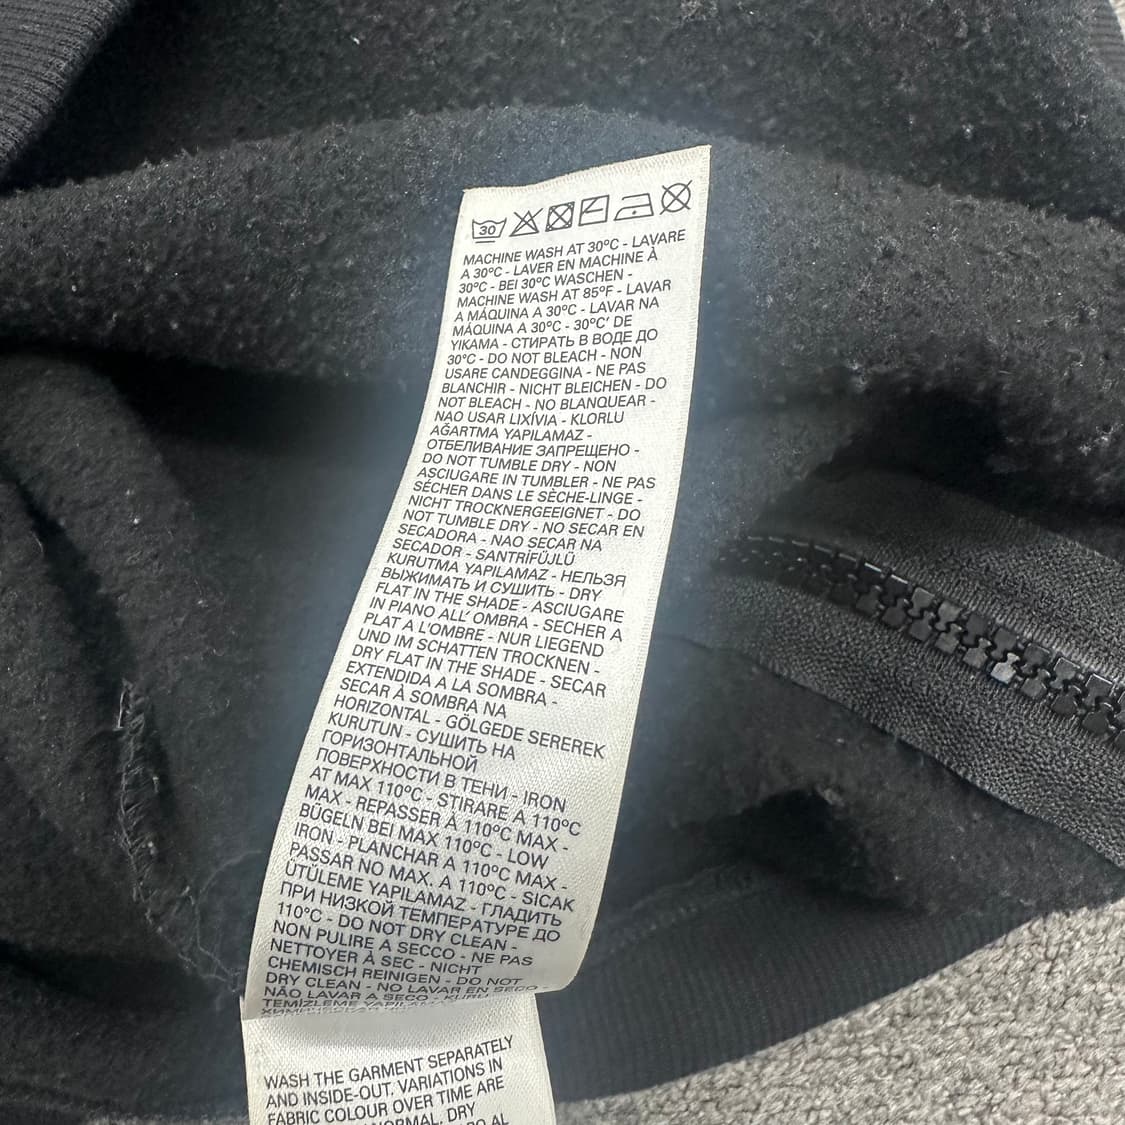 30
MACHINE WASH AT 30°C - LAVARE
A 30°C - LAVER EN MACHINE À
30°C - BEI 30°C WASCHEN -
MACHINE WASH AT 85°F - LAVAR
A MÁQUINA A 30°C - LAVAR NA
MÁQUINA A 30°C - 30°C' DE
YIKAMA - СТИРАТЬ В ВОДЕ ДО
30°C - DO NOT BLEACH - NON
USARE CANDEGGINA - NE PAS
BLANCHIR - NICHT BLEICHEN - DO
NOT BLEACH - NO BLANQUEAR -
NAO USAR LIXÍVIA - KLORLU
AĞARTMA YAPILAMAZ -
ОТБЕЛИВАНИЕ ЗАПРЕЩЕНО -
DO NOT TUMBLE DRY - NON
ASCIUGARE IN TUMBLER - NE PAS
SÉCHER DANS LE SÈCHE-LINGE -
NICHT TROCKNERGEEIGNET - DO
NOT TUMBLE DRY - NO SECAR EN
SECADORA - NAO SECAR NA
SECADOR - SANTRİFÜJLÜ
KURUTMA YAPILAMAZ - НЕЛЬЗЯ
ВЫЖИМАТЬ И СУШИТЬ - DRY
FLAT IN THE SHADE - ASCIUGARE
IN PIANO ALL' OMBRA - SECHER A
PLAT A L'OMBRE - NUR LIEGEND
UND IM SCHATTEN TROCKNEN -
DRY FLAT IN THE SHADE - SECAR
EXTENDIDA A LA SOMBRA -
SECAR À SOMBRA NA
HORIZONTAL - GÖLGEDE SEREREK
KURUTUN - СУШИТЬ НА
ГОРИЗОНТАЛЬНОЙ
ПОВЕРХНОСТИ В ТЕНИ - IRON
AT MAX 110°C - STIRARE A 110°C
MAX - REPASSER À 110°C MAX -
BÜGELN BEI MAX 110°C - LOW
IRON - PLANCHAR A 110°C MAX -
PASSAR NO MAX. A 110°C - SICAK
ÜTÜLEME YAPILAMAZ - ГЛАДИТЬ
ПРИ НИЗКОЙ ТЕМПЕРАТУРЕ ДО
110°C - DO NOT DRY CLEAN -
NON PULIRE A SECCO - NE PAS
NETTOYER À SEC - NICHT
CHEMISCH REINIGEN - DO NOT
DRY CLEAN - NO LAVAR EN SECO -
NÃO LAVAR A SECO - KURU
TEMİZLEME
WASH THE GARMENT SEPARATELY
AND INSIDE-OUT. VARIATIONS IN
FABRIC COLOUR OVER TIME ARE
DRY